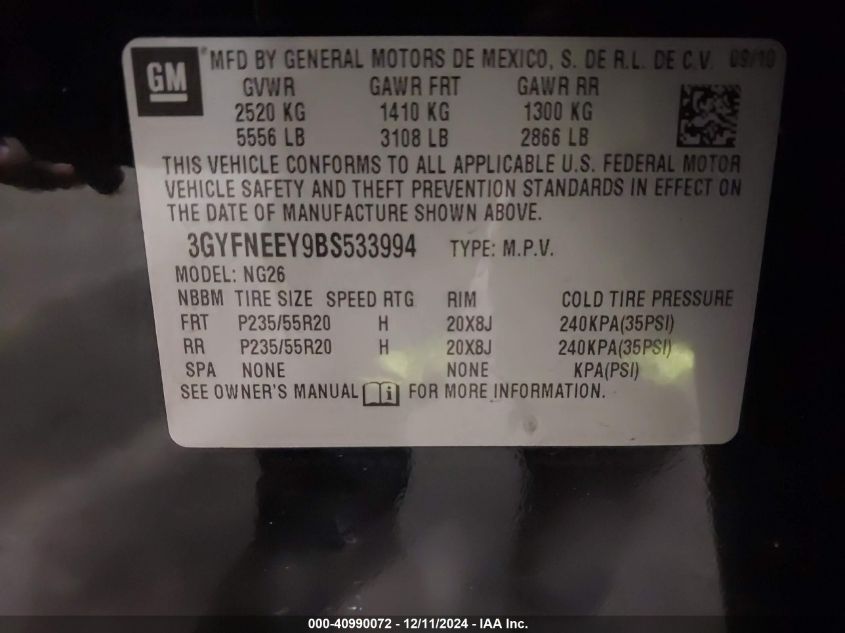 GM ® MFD BY GENERAL MOTORS DE MEXICO, S. DE R.L. DE C.V. 09/10
GVWR GAWR FRT GAWR RR
2520 KG 1410 KG 1300 KG
5556 LB 3108 LB 2866 LB
THIS VEHICLE CONFORMS TO ALL APPLICABLE U.S. FEDERAL MOTOR
VEHICLE SAFETY AND THEFT PREVENTION STANDARDS IN EFFECT ON
THE DATE OF MANUFACTURE SHOWN ABOVE.
3GYFNEEY9BS533994 TYPE: M.P.V.
MODEL: NG26
NBBM TIRE SIZE SPEED RTG RIM COLD TIRE PRESSURE
FRT P235/55R20 H 20X8J 240KPA(35PSI)
RR P235/55R20 H 20X8J 240KPA(35PSI)
SPA NONE NONE KPA(PSI)
SEE OWNER'S MANUAL i FOR MORE INFORMATION.
000-40990072 - 12/11/2024 - IAA Inc.